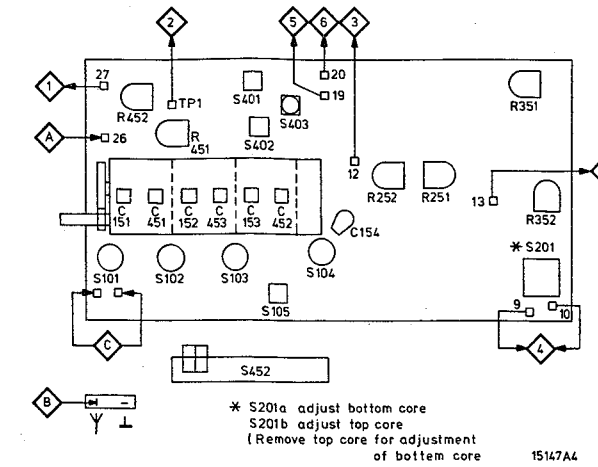 2
5
6
3
1
27
20
19
TP1
S401
R351
R452
S403
A
26
R
451
S402
12
R252
R251
13
R352
C
151
C
451
C
152
C
453
C
153
C
452
C154
* S201
S101
S102
S103
S104
S105
9
10
C
4
S452
B
* S201a adjust bottom core
S201b adjust top core
(Remove top core for adjustment
of bottem core
15147A4